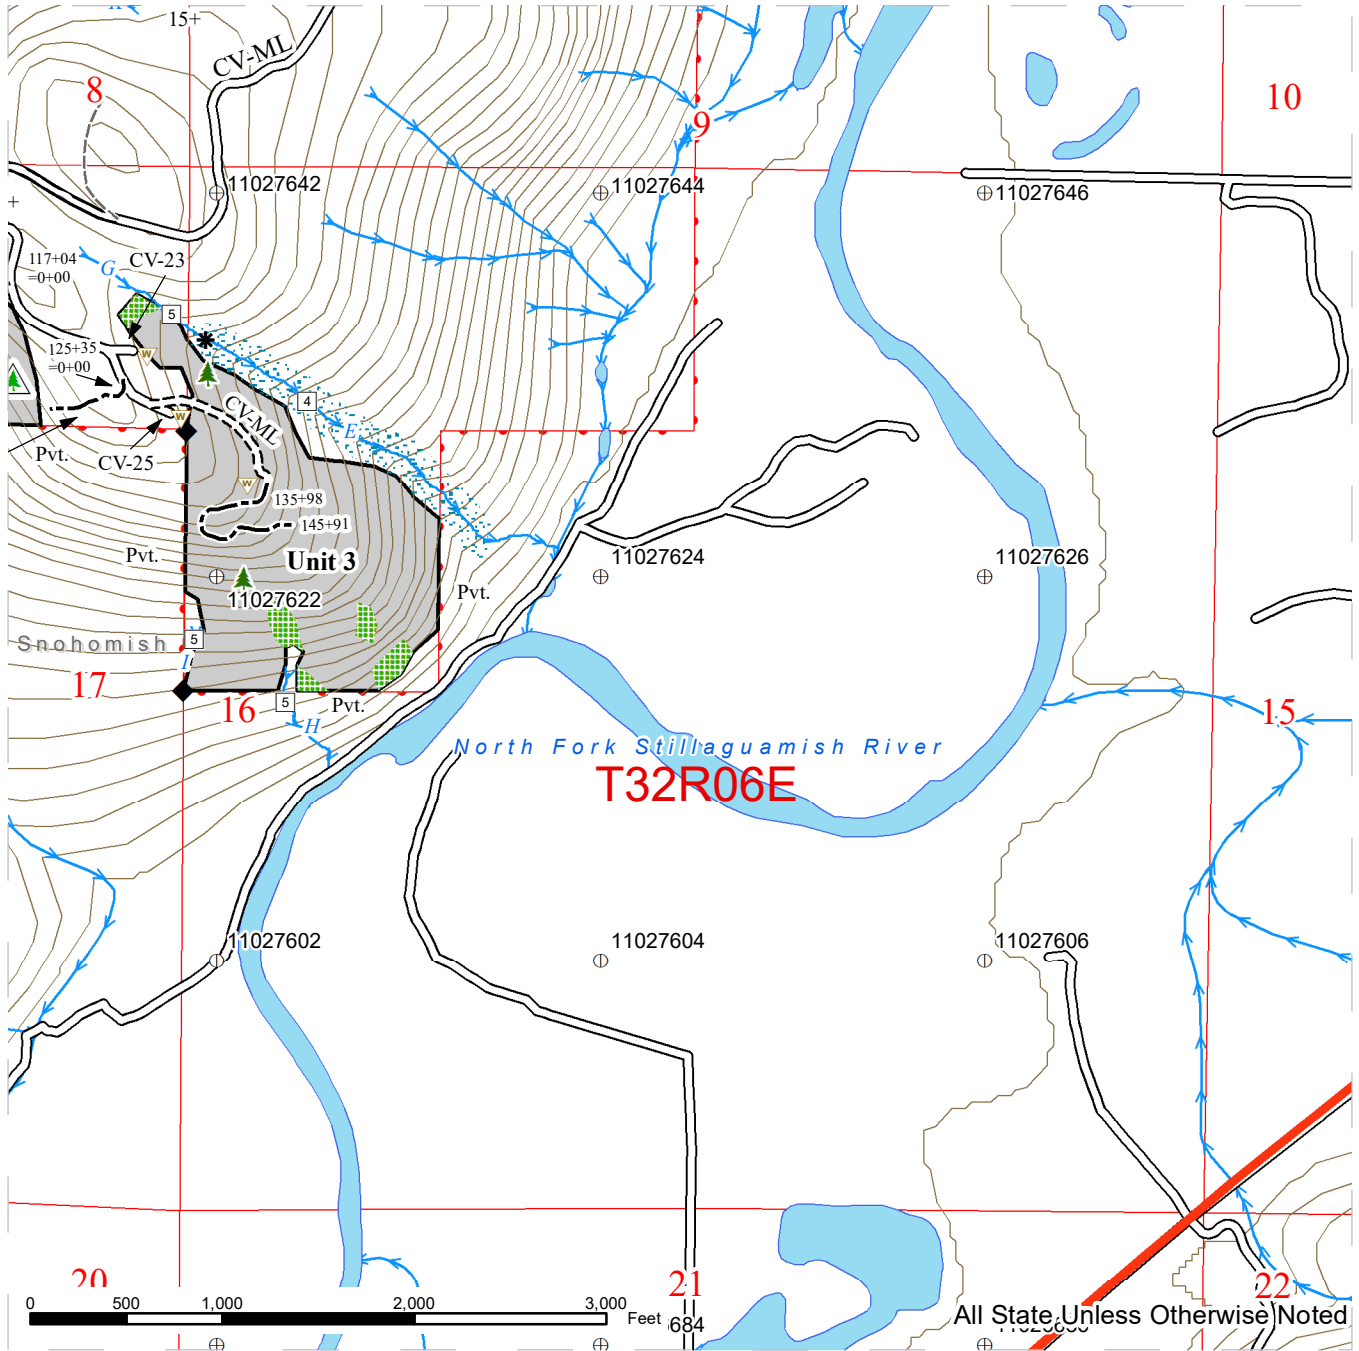 15+
CV-ML
8
9
10
11027642
11027644
11027646
117+04
=0+00
G
CV-23
5
W
125+35
=0+00
4
CV-ML
E
W
Pvt.
CV-25
W
135+98
145+91
Pvt.
Unit 3
11027624
11027626
11027622
Pvt.
Snohomish
5
I
17
16
5
Pvt.
H
15
North Fork Stillaguamish River
T32R06E
11027602
11027604
11027606
20
21
22
0 500 1,000 2,000 3,000
Feet
684
All State Unless Otherwise Noted